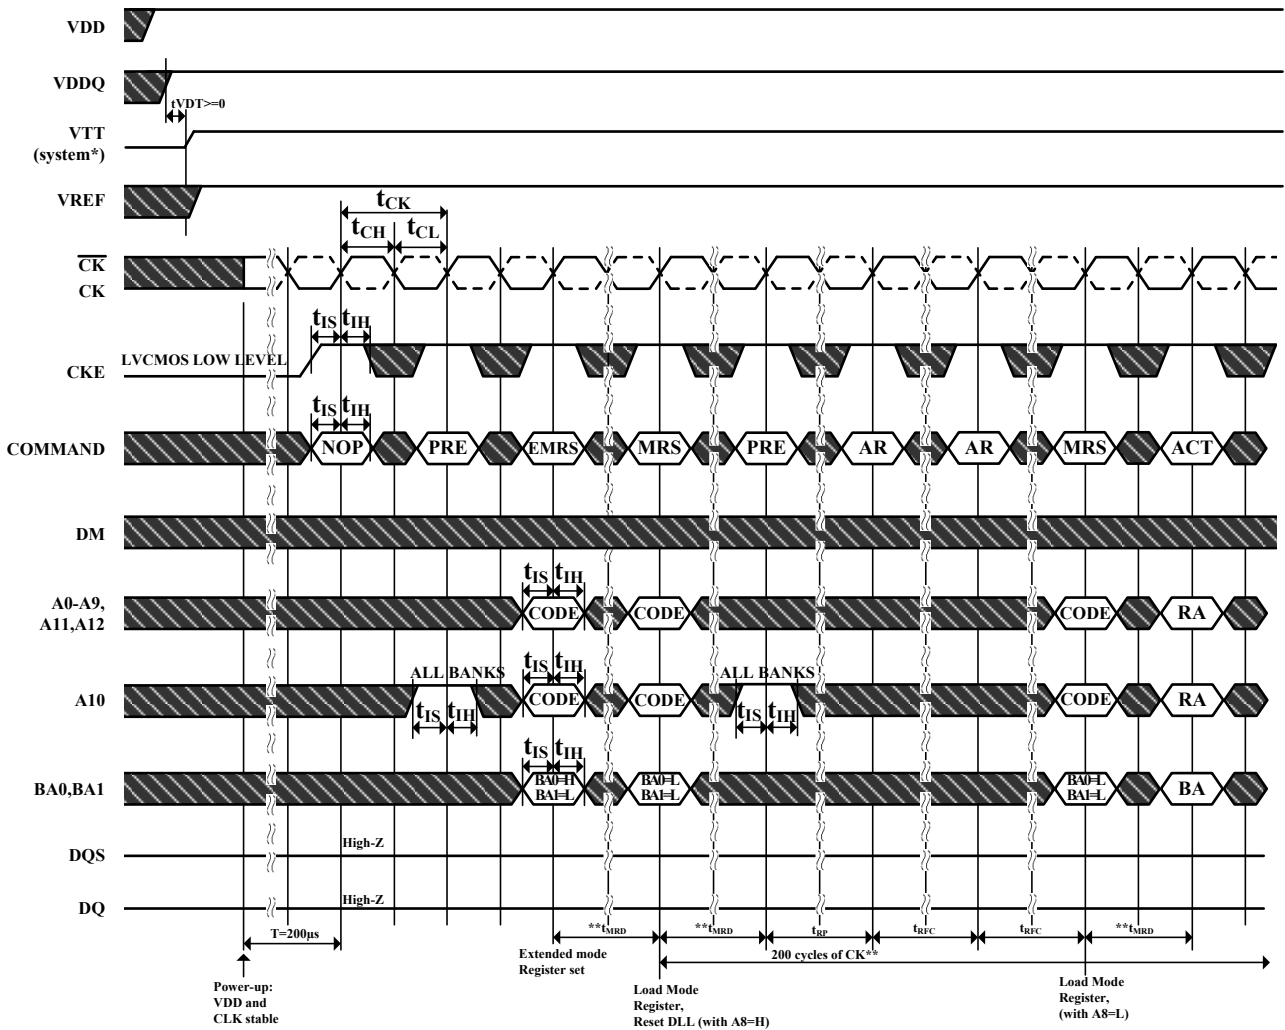 VDD
VDDQ
tVDT>=0
VTT
(system*)
VREF
tCK
tCH tCL
CK
CK
tIS tIH
LVCMOS LOW LEVEL
CKE
tIS tIH
COMMAND NOP PRE EMRS MRS PRE AR AR MRS ACT
DM
tIS tIH
A0-A9,
A11,A12
CODE CODE CODE RA
ALL BANKS tIS tIH ALL BANKS
A10 CODE CODE CODE RA
tIS tIH tIS tIH
tIS tIH
BA0,BA1
BA0=H BA0=L BA0=L
BA1=L BA1=L BA1=L
BA
High-Z
DQS
High-Z
DQ
T=200µs **tMRD **tMRD tRP tRFC tRFC **tMRD
200 cycles of CK**
Extended mode
Register set
Power-up:
VDD and
CLK stable
Load Mode
Register,
Reset DLL (with A8=H)
Load Mode
Register,
(with A8=L)